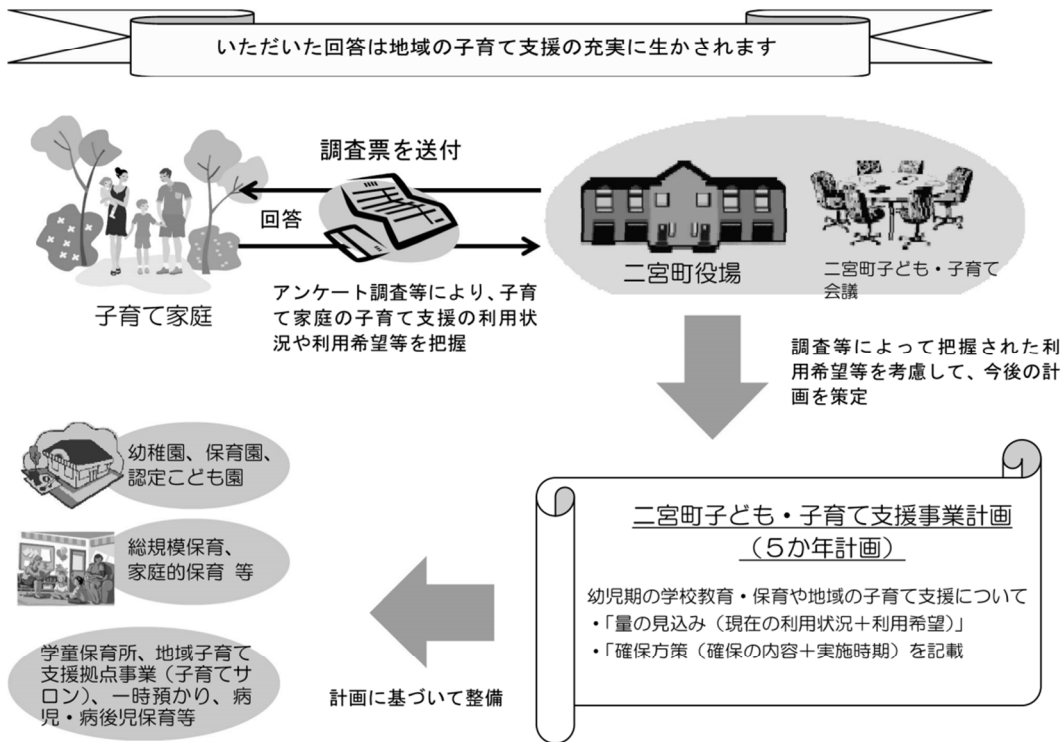 いただいた回答は地域の子育て支援の充実に生かされます
調査票を送付
回答
子育て家庭
アンケート調査等により、子育
て家庭の子育て支援の利用状
況や利用希望等を把握
二宮町役場
二宮町子ども・子育て
会議
調査等によって把握された利
用希望等を考慮して、今後の計
画を策定
二宮町子ども・子育て支援事業計画
（５か年計画）
幼児期の学校教育・保育や地域の子育て支援について
・「量の見込み（現在の利用状況＋利用希望）」
・「確保方策（確保の内容＋実施時期）を記載
計画に基づいて整備
幼稚園、保育園、
認定こども園
総規模保育、
家庭的保育 等
学童保育所、地域子育て
支援拠点事業（子育てサ
ロン）、一時預かり、病
児・病後児保育等